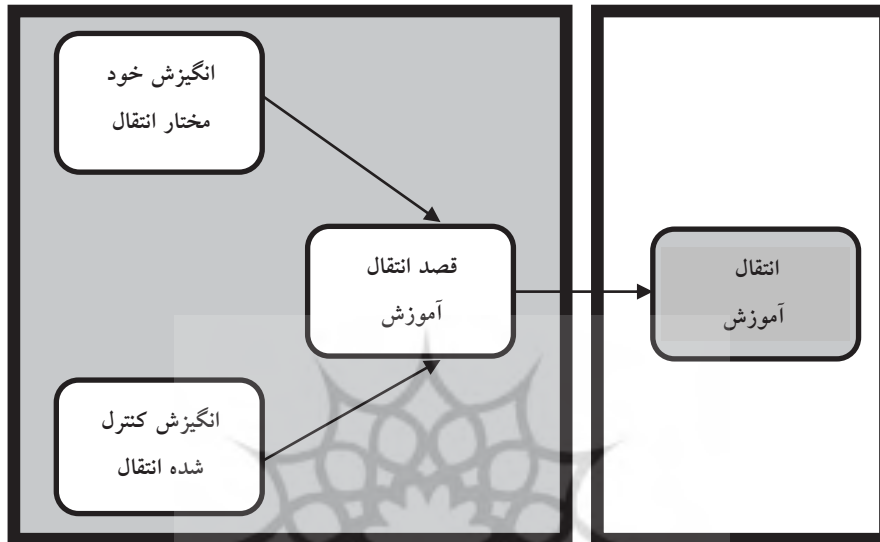 انگیزش خود
مختار انتقال
قصد انتقال
آموزش
انتقال
آموزش
انگیزش کنترل
شده انتقال